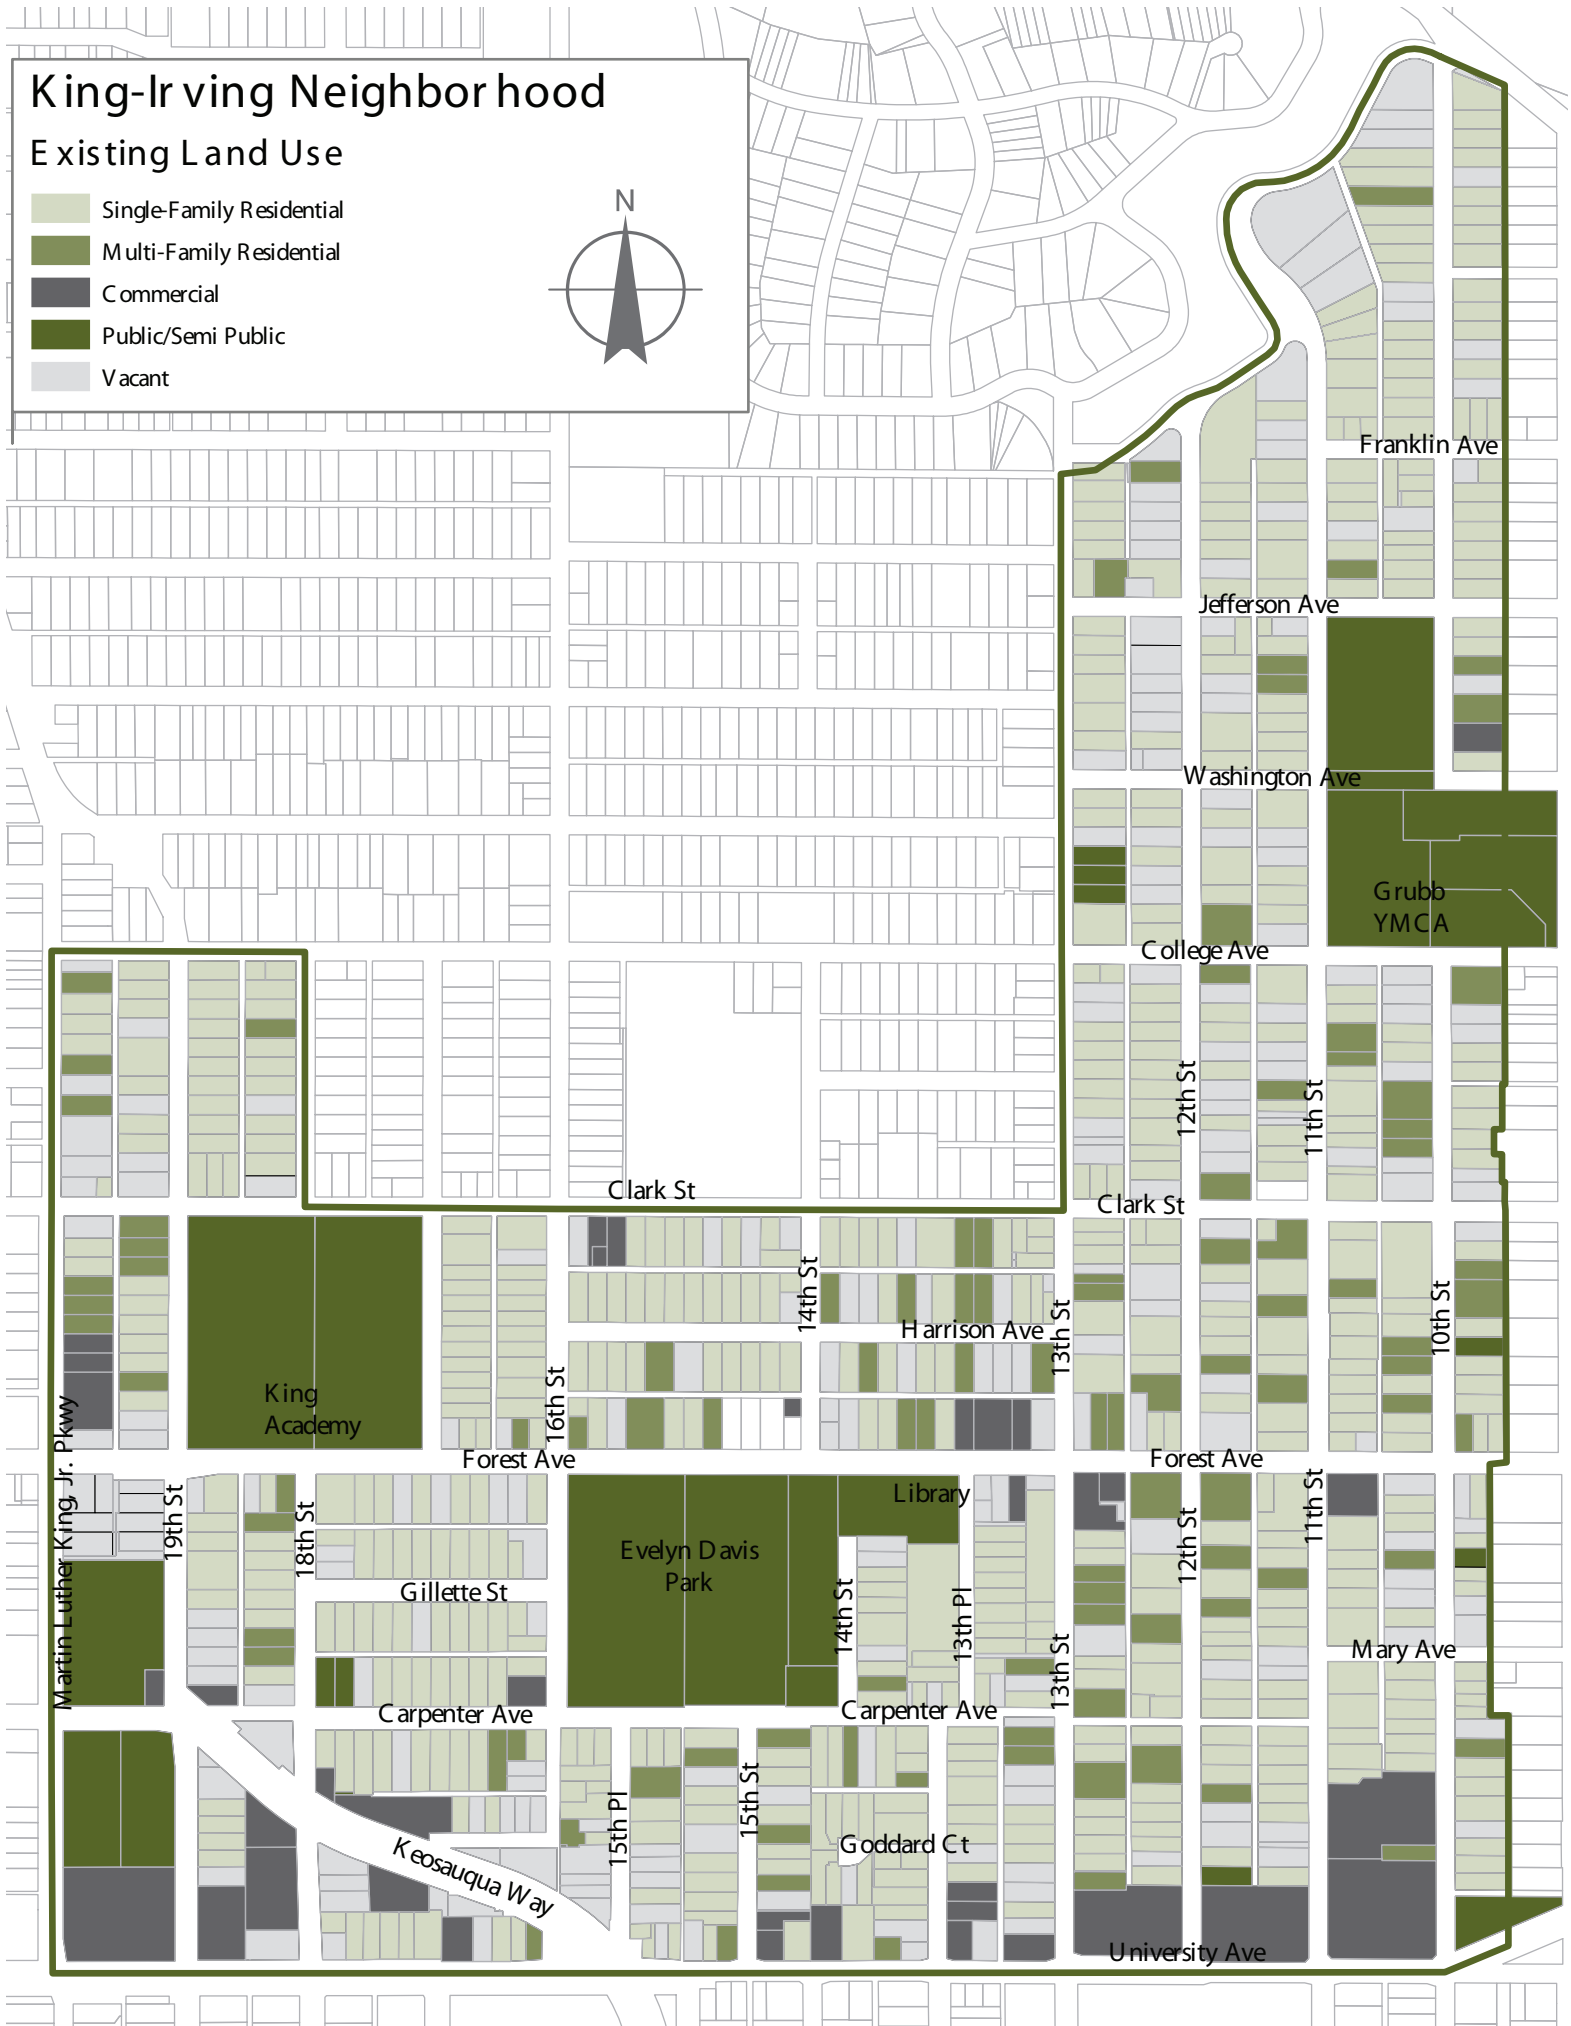 King-Irving Neighborhood
Existing Land Use
Single-Family Residential
Multi-Family Residential
Commercial
Public/Semi Public
Vacant
N
Franklin Ave
Jefferson Ave
Washington Ave
Grubb
YMCA
College Ave
12th St
11th St
Clark St
Clark St
14th St
Harrison Ave
13th St
10th St
King
Academy
16th St
Forest Ave
Forest Ave
Martin Luther King, Jr. Pkwy
19th St
18th St
Library
12th St
11th St
Evelyn Davis
Park
Gillette St
14th St
13th Pl
13th St
Mary Ave
Carpenter Ave
Carpenter Ave
15th Pl
15th St
Goddard Ct
Keosauqua Way
University Ave